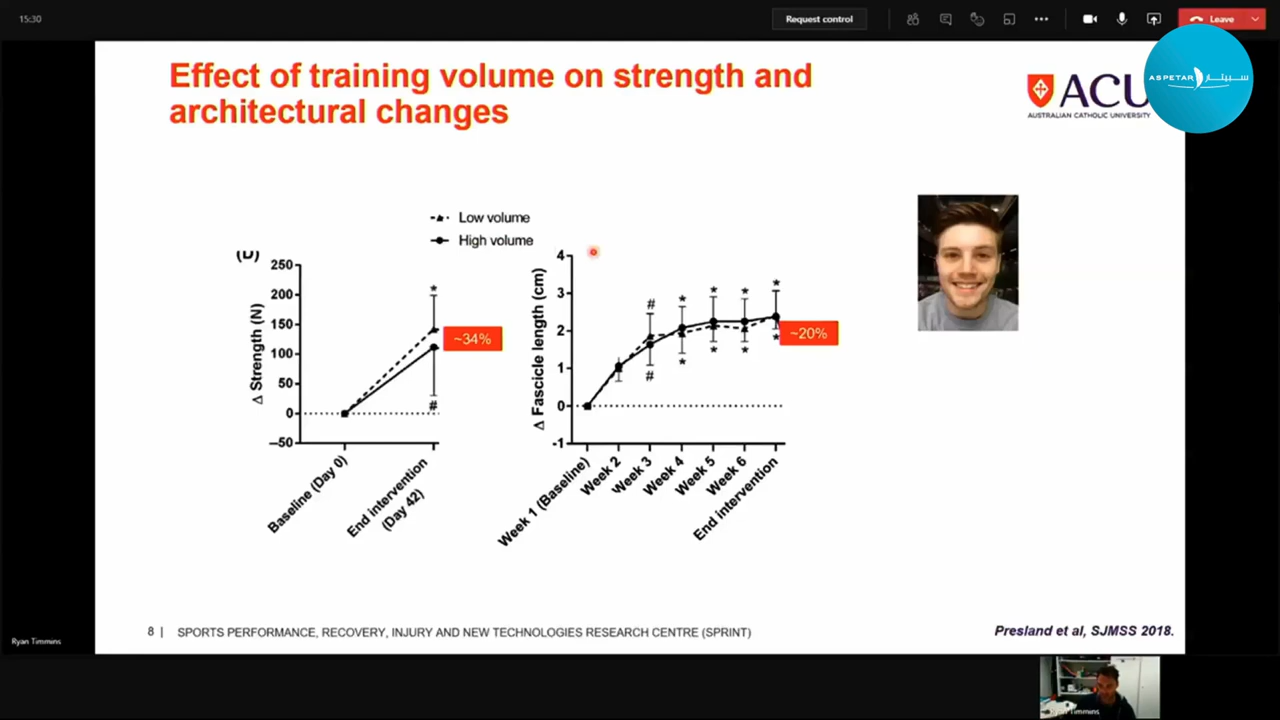 15:30
Request control
Leave
ASPETAR سبيتار
Effect of training volume on strength and
architectural changes
ACU
AUSTRALIAN CATHOLIC UNIVERSITY
Low volume
High volume
(D)
Δ Strength (N)
250
200
150
100
50
0
–50
*
#
~34%
Baseline (Day 0)
End intervention
(Day 42)
Δ Fascicle length (cm)
4
3
2
1
0
-1
# * * * *
# * * * *
~20%
Week 1 (Baseline)
Week 2
Week 3
Week 4
Week 5
Week 6
End intervention
8 | SPORTS PERFORMANCE, RECOVERY, INJURY AND NEW TECHNOLOGIES RESEARCH CENTRE (SPRINT)
Presland et al, SJMSS 2018.
Ryan Timmins
Ryan Timmins